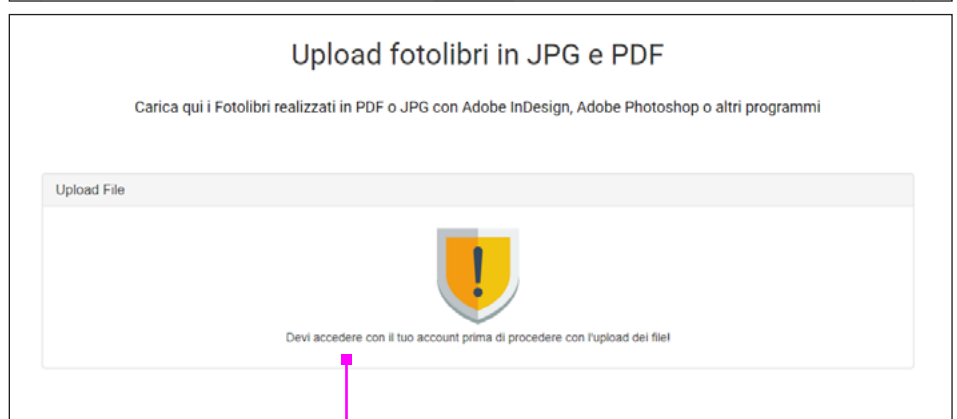 Upload fotolibri in JPG e PDF
Carica qui i Fotolibri realizzati in PDF o JPG con Adobe InDesign, Adobe Photoshop o altri programmi
Upload File
Devi accedere con il tuo account prima di procedere con l'upload dei file!